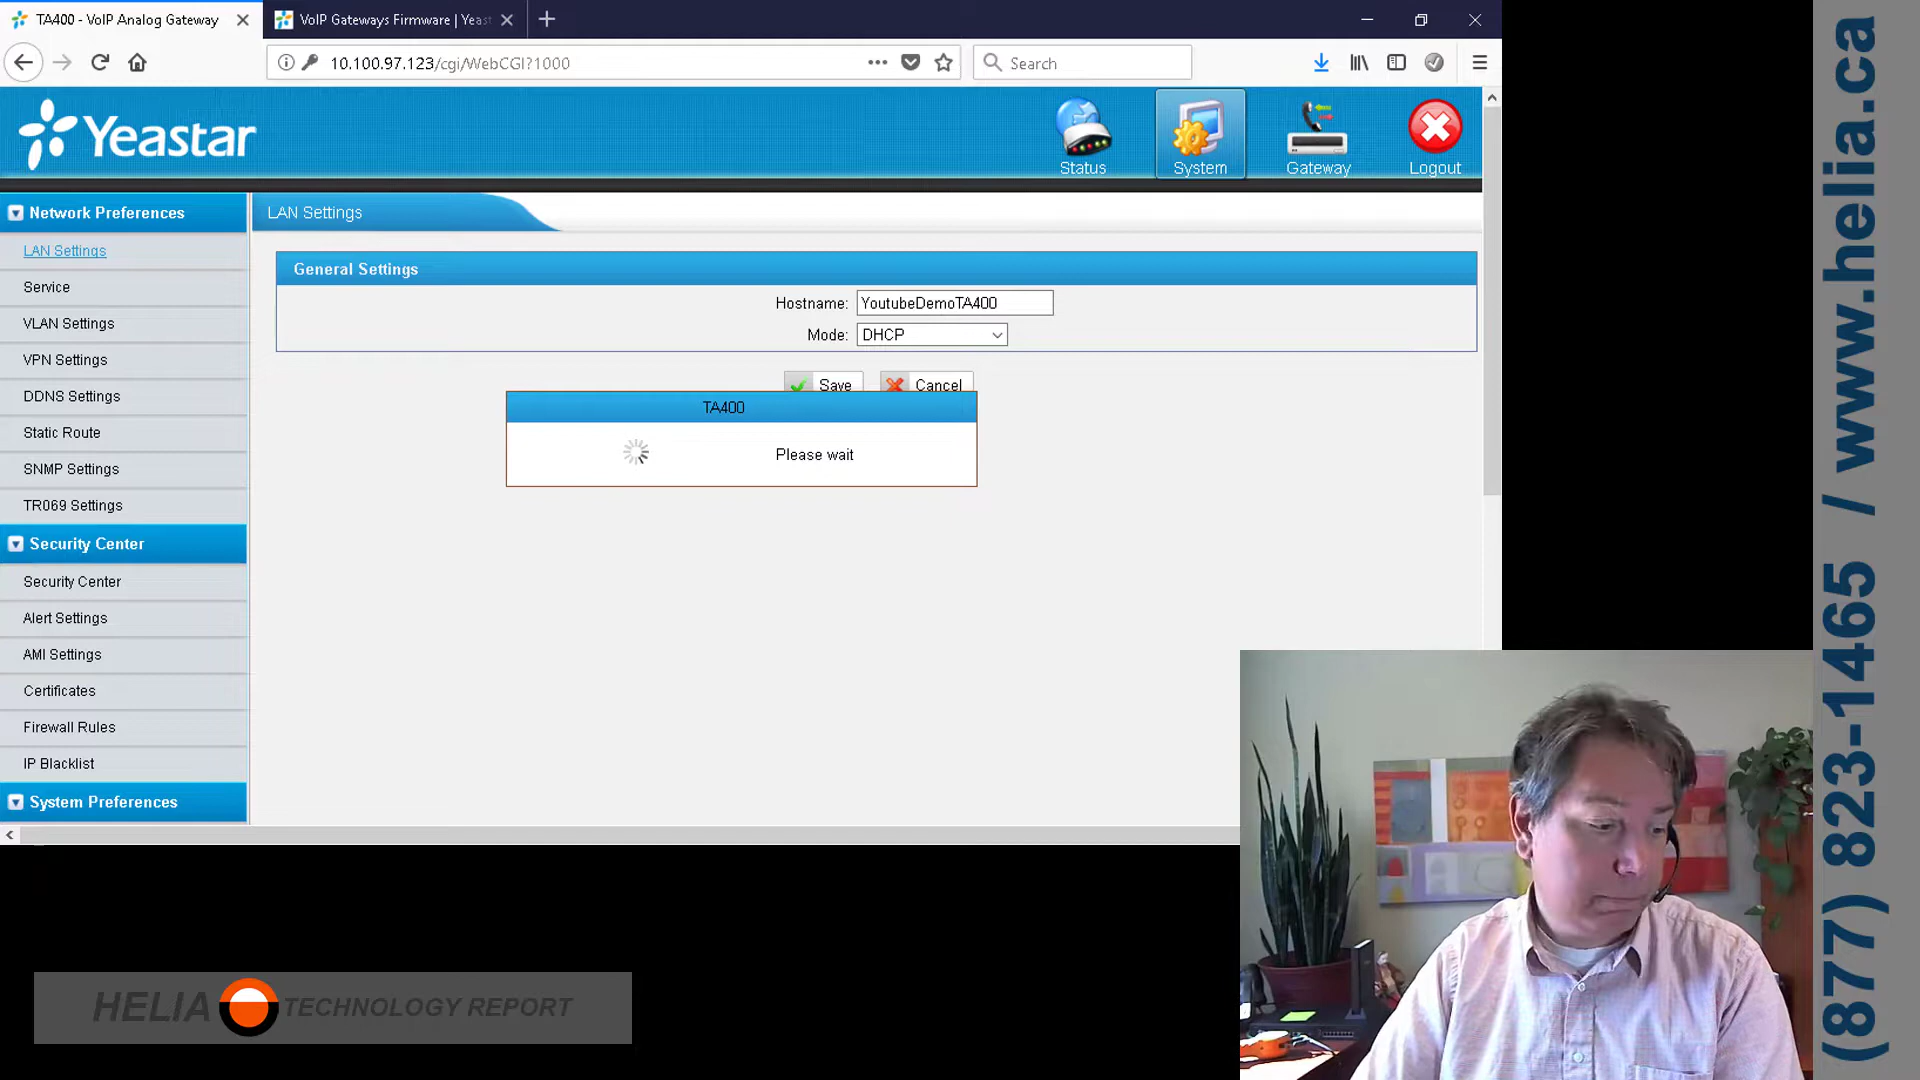 TA400 - VoIP Analog Gateway
VoIP Gateways Firmware | Yeast
10.100.97.123/cgi/WebCGI?1000
Search
Yeastar
Status
System
Gateway
Logout
Network Preferences
LAN Settings
Service
VLAN Settings
VPN Settings
DDNS Settings
Static Route
SNMP Settings
TR069 Settings
Security Center
Security Center
Alert Settings
AMI Settings
Certificates
Firewall Rules
IP Blacklist
System Preferences
LAN Settings
General Settings
Hostname: YoutubeDemoTA400
Mode: DHCP
Save Cancel
TA400
Please wait
HELIA TECHNOLOGY REPORT
(877) 823-1465 / www.helia.ca